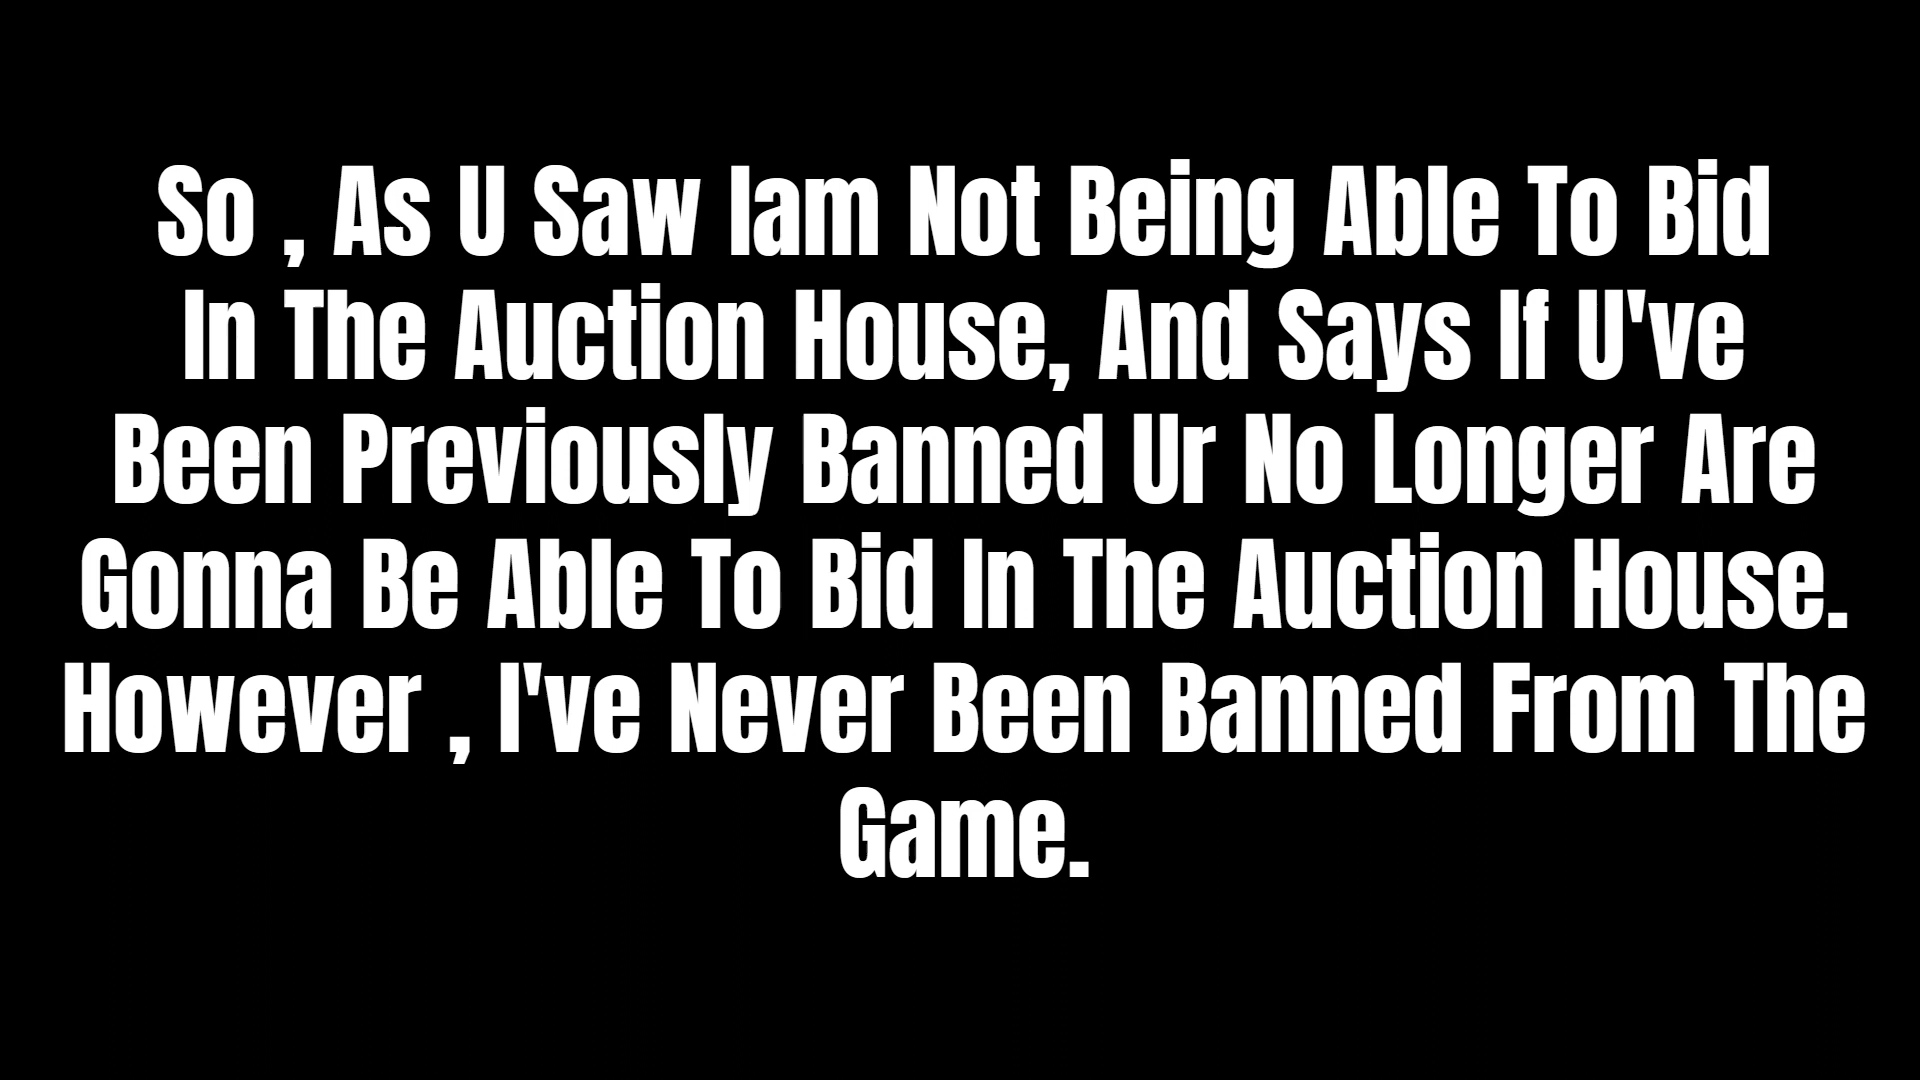 So , As U Saw Iam Not Being Able To Bid
In The Auction House, And Says If U've
Been Previously Banned Ur No Longer Are
Gonna Be Able To Bid In The Auction House.
However , I've Never Been Banned From The
Game.